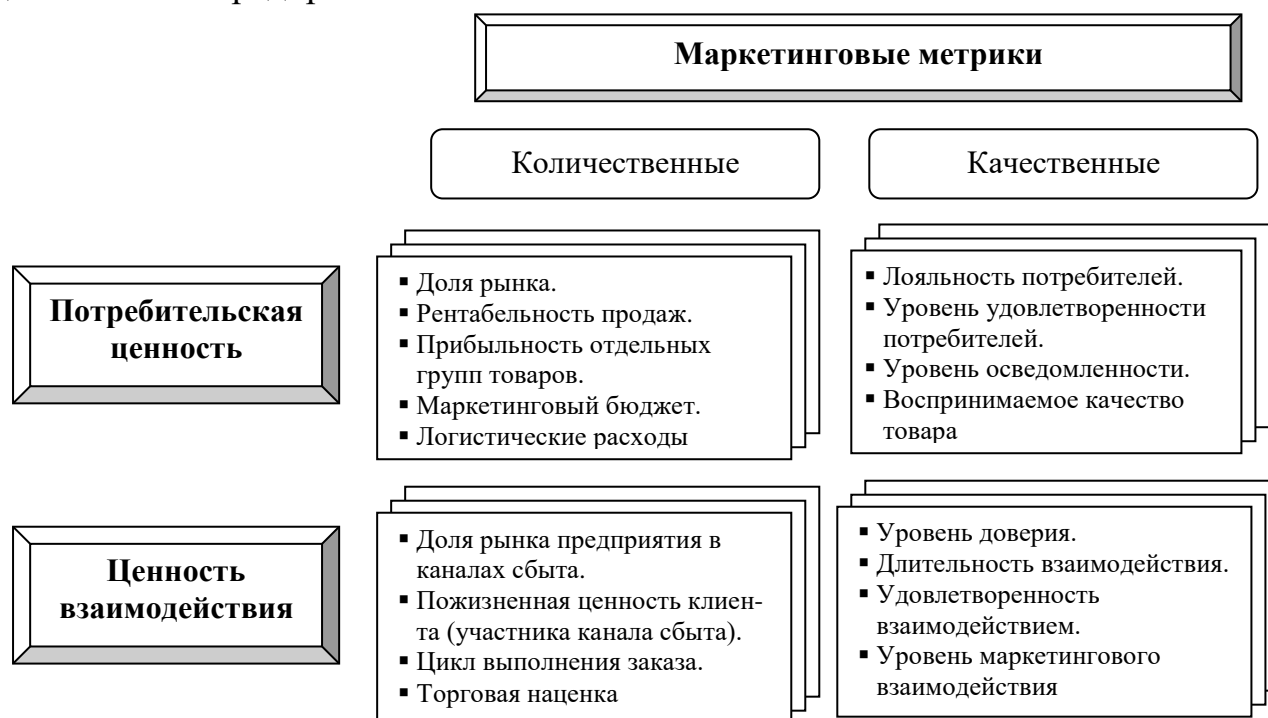 Маркетинговые метрики
Количественные
Качественные
Потребительская
ценность
▪ Доля рынка.
▪ Рентабельность продаж.
▪ Прибыльность отдельных
групп товаров.
▪ Маркетинговый бюджет.
▪ Логистические расходы
▪ Лояльность потребителей.
▪ Уровень удовлетворенности
потребителей.
▪ Уровень осведомленности.
▪ Воспринимаемое качество
товара
Ценность
взаимодействия
▪ Доля рынка предприятия в
каналах сбыта.
▪ Пожизненная ценность клиен-
та (участника канала сбыта).
▪ Цикл выполнения заказа.
▪ Торговая наценка
▪ Уровень доверия.
▪ Длительность взаимодействия.
▪ Удовлетворенность
взаимодействием.
▪ Уровень маркетингового
взаимодействия